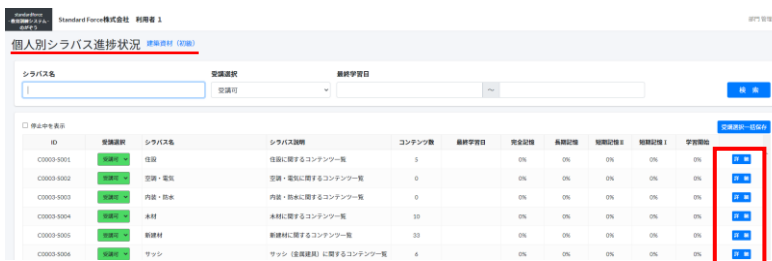 Standard Force
-教育訓練システム-
のがぞう
Standard Force株式会社 利用者 1
部門管理
個人別シラバス進捗状況 建築資材（初級）
シラバス名 受講選択 最終学習日
受講可 ～ 検 索
停止中を表示 受講選択一括保存
ID 受講選択 シラバス名 シラバス説明 コンテンツ数 最終学習日 完全記憶 長期記憶 短期記憶Ⅱ 短期記憶Ⅰ 学習開始
C0003-S001 受講可 住設 住設に関するコンテンツ一覧 5 0% 0% 0% 0% 0% 詳 細
C0003-S002 受講可 空調・電気 空調・電気に関するコンテンツ一覧 0 0% 0% 0% 0% 0% 詳 細
C0003-S003 受講可 内装・防水 内装・防水に関するコンテンツ一覧 0 0% 0% 0% 0% 0% 詳 細
C0003-S004 受講可 木材 木材に関するコンテンツ一覧 10 0% 0% 0% 0% 0% 詳 細
C0003-S005 受講可 新建材 新建材に関するコンテンツ一覧 33 0% 0% 0% 0% 0% 詳 細
C0003-S006 受講可 サッシ サッシ（金属建具）に関するコンテンツ一覧 4 0% 0% 0% 0% 0% 詳 細